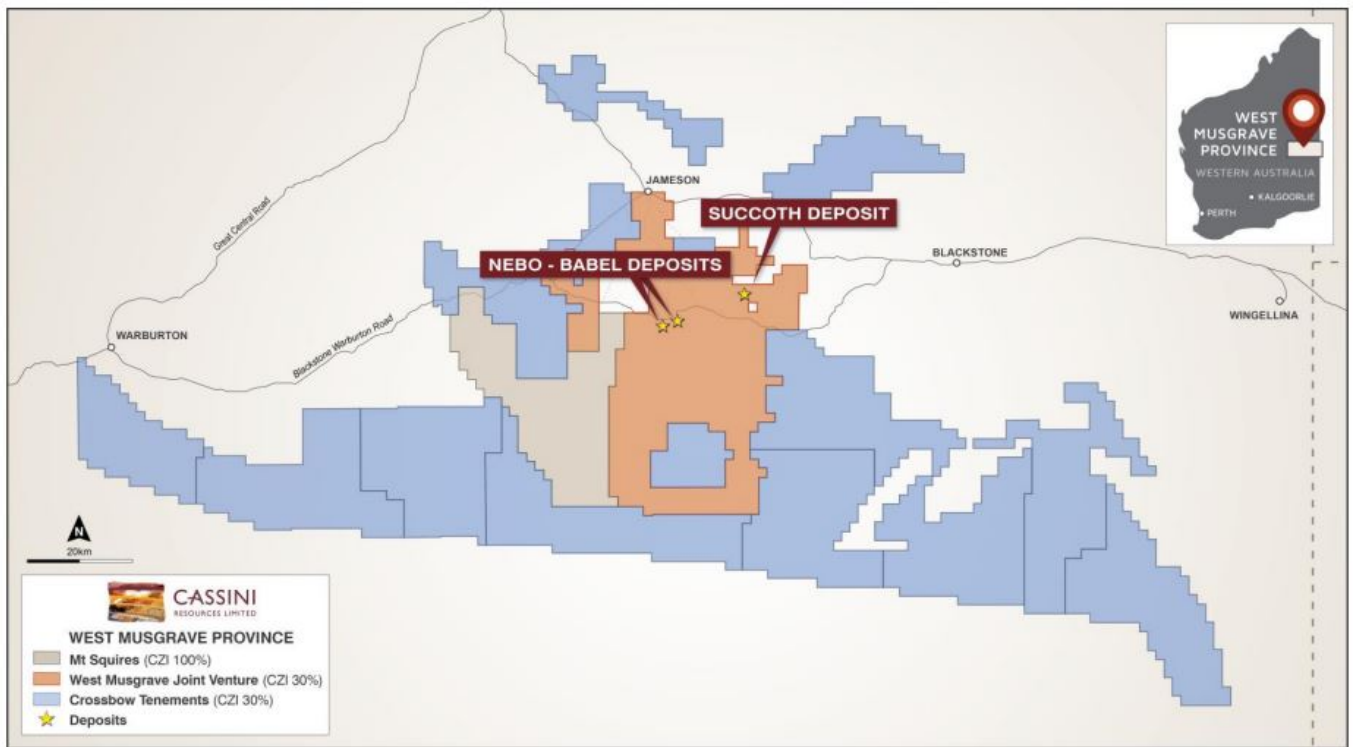 WEST
MUSGRAVE
PROVINCE
WESTERN AUSTRALIA
KALGOORLIE
PERTH
JAMESON
Great Central Road
SUCCOTH DEPOSIT
NEBO - BABEL DEPOSITS
BLACKSTONE
WINGELLINA
WARBURTON
Blackstone Warburton Road
N
20km
CASSINI
RESOURCES LIMITED
WEST MUSGRAVE PROVINCE
Mt Squires (CZI 100%)
West Musgrave Joint Venture (CZI 30%)
Crossbow Tenements (CZI 30%)
Deposits